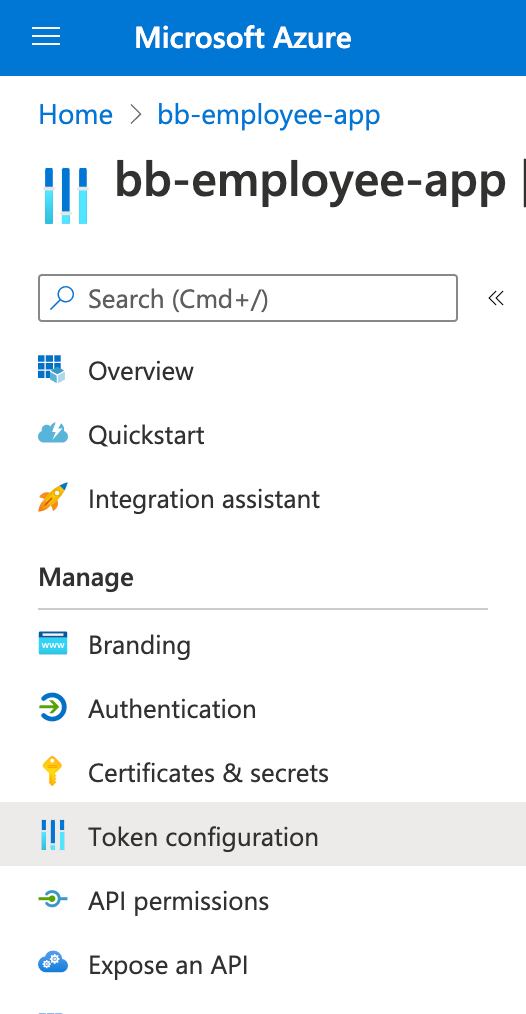 Microsoft Azure
Home > bb-employee-app
bb-employee-app |
Search (Cmd+/)
Overview
Quickstart
Integration assistant
Manage
www
Branding
Authentication
Certificates & secrets
Token configuration
API permissions
Expose an API